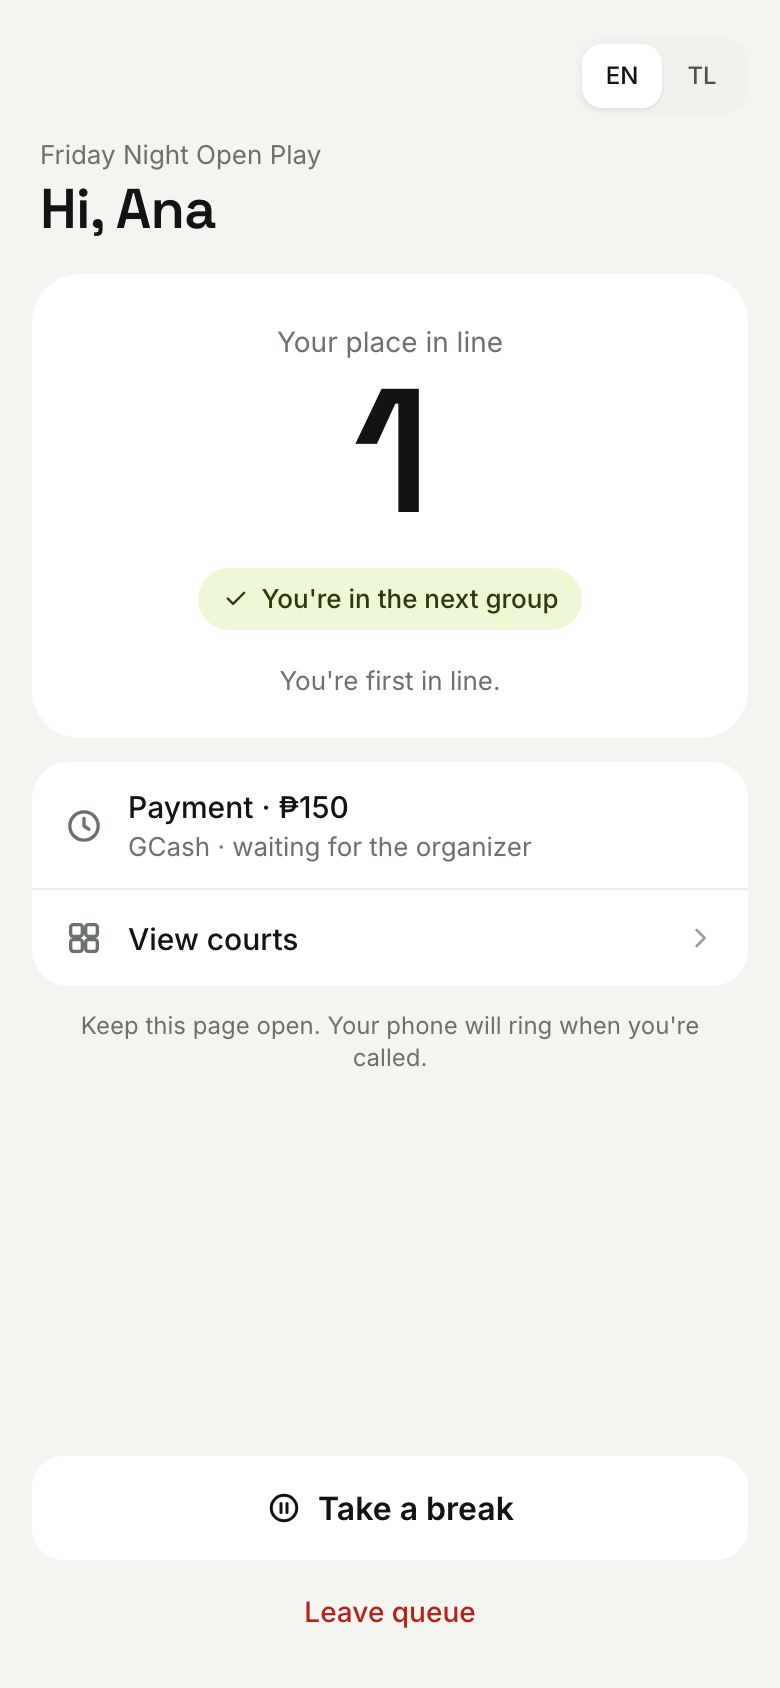 EN TL
Friday Night Open Play
Hi, Ana
Your place in line
1
You're in the next group
You're first in line.
Payment · ₱150
GCash · waiting for the organizer
View courts
Keep this page open. Your phone will ring when you're
called.
Take a break
Leave queue